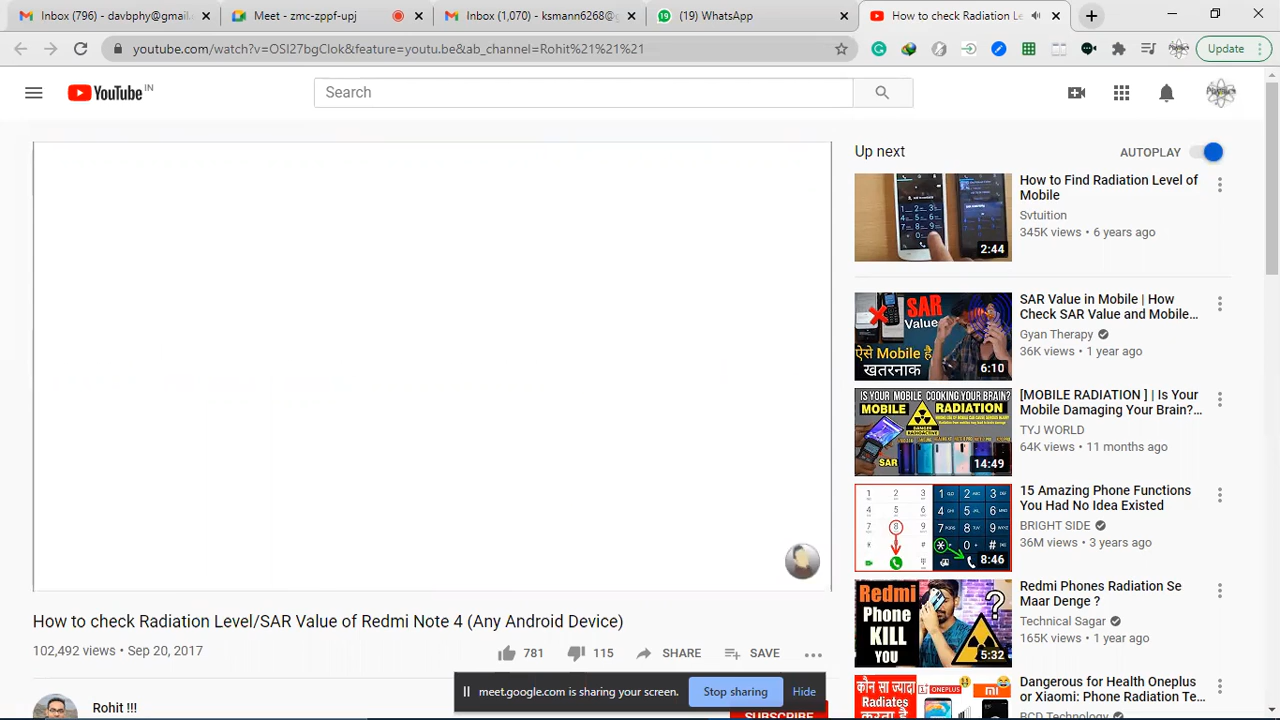 Inbox (796) - daviphy@gmail
Meet - zmc-zppf-obj
Inbox (1,070) - ksmann6268@
(19) WhatsApp
How to check Radiation Le
youtube.com/watch?v=OSI27bgClok&feature=youtu.be&ab_channel=Rohit%21%21%21
Update
YouTube IN
Search
Up next
AUTOPLAY
How to Find Radiation Level of
Mobile
Svtuition
345K views • 6 years ago
2:44
SAR Value in Mobile | How
Check SAR Value and Mobile...
Gyan Therapy
36K views • 1 year ago
SAR
Value
ऐसे Mobile है
खतरनाक
6:10
[MOBILE RADIATION ] | Is Your
Mobile Damaging Your Brain?...
TYJ WORLD
64K views • 11 months ago
IS YOUR MOBILE COOKING YOUR BRAIN?
MOBILE RADIATION
SAR
14:49
15 Amazing Phone Functions
You Had No Idea Existed
BRIGHT SIDE
36M views • 3 years ago
8:46
Redmi Phones Radiation Se
Maar Denge ?
Technical Sagar
165K views • 1 year ago
Redmi
Phone
KILL
YOU
5:32
Dangerous for Health Oneplus
or Xiaomi: Phone Radiation Te...
BCD Technology
कौन सा ज्यादा
Radiates
करता है
ONEPLUS
How to check Radiation Level/ value of Redmi Note 4 (Any Android Device)
102,492 views • Sep 20, 2017
781
115
SHARE
SAVE
meet.google.com is sharing your screen.
Stop sharing
Hide
Rohit !!!
SUBSCRIBE